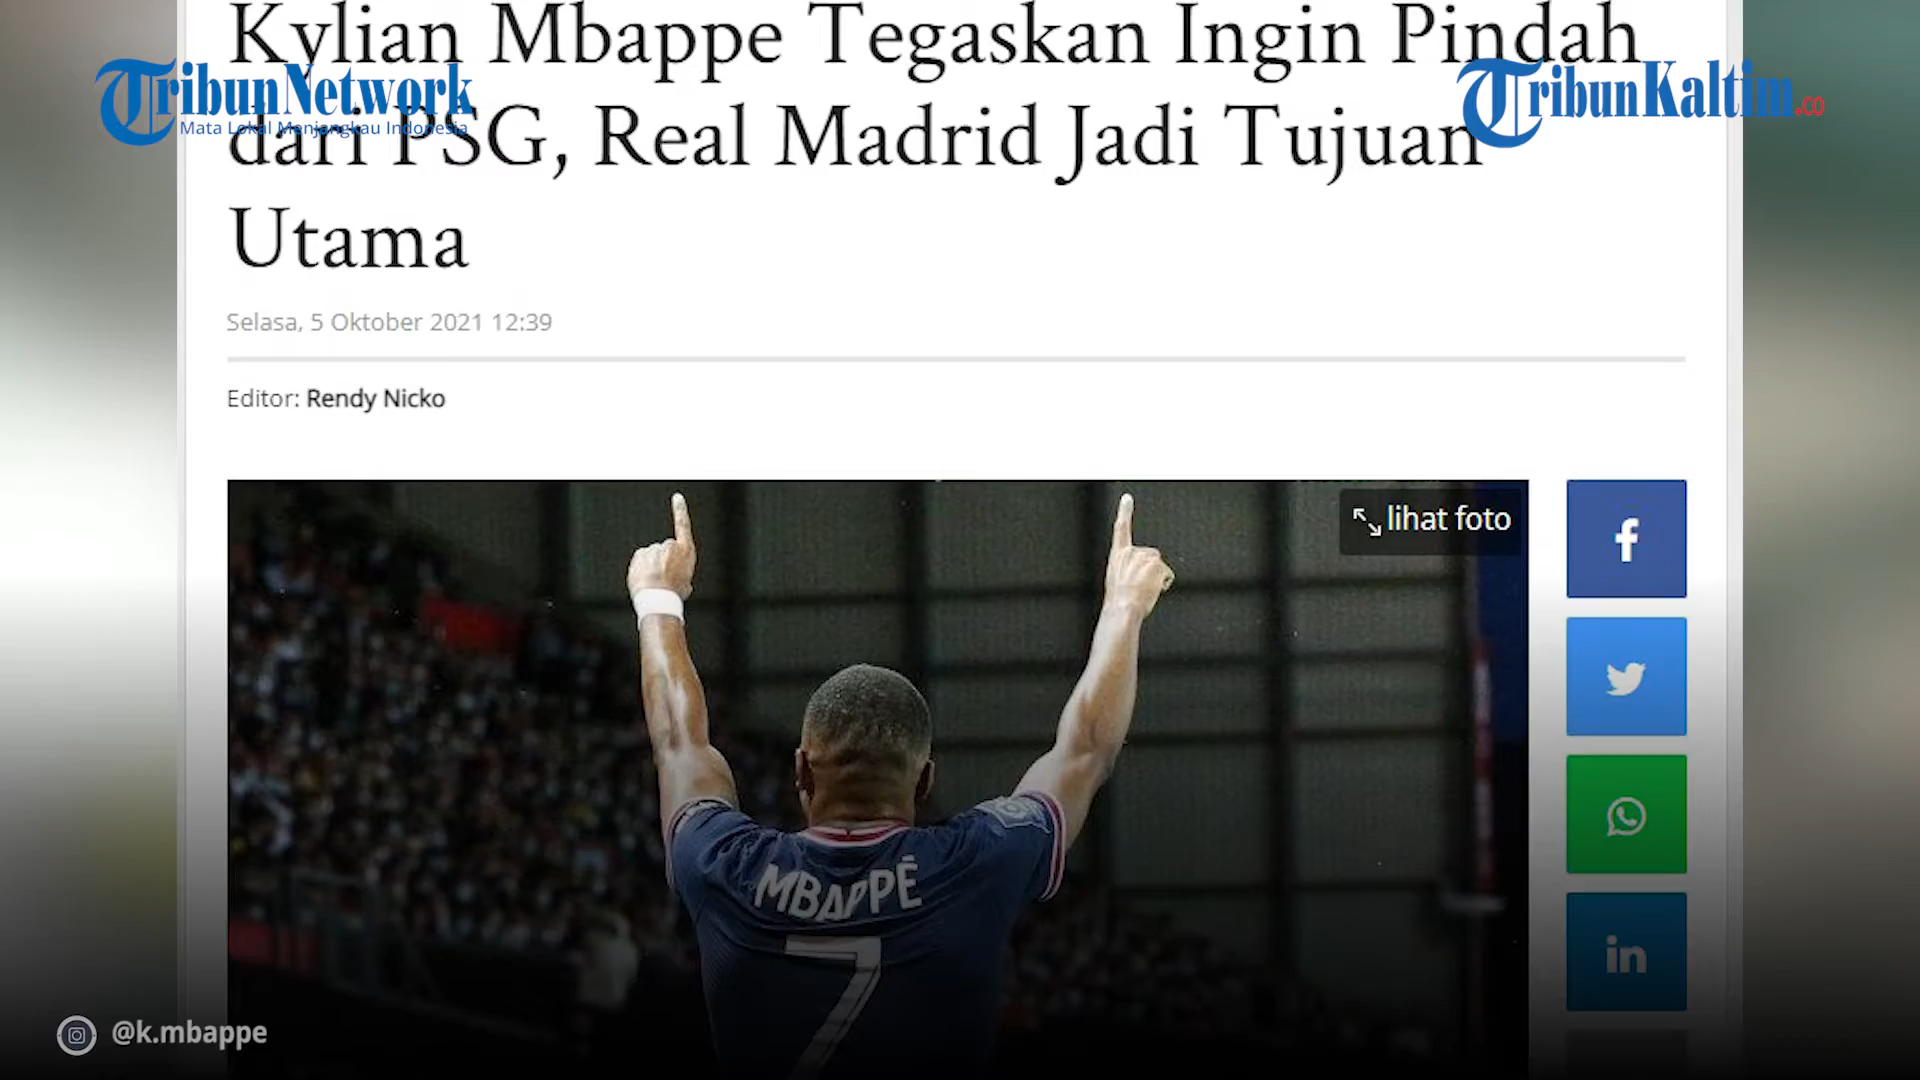 Kylian Mbappe Tegaskan Ingin Pindah
TribunNetwork
Mata Lokal Menjangkau Indonesia
TribunKaltim.co
dari PSG, Real Madrid Jadi Tujuan
Utama
Selasa, 5 Oktober 2021 12:39
Editor: Rendy Nicko
lihat foto
f
MBAPPÉ
7
in
@k.mbappe